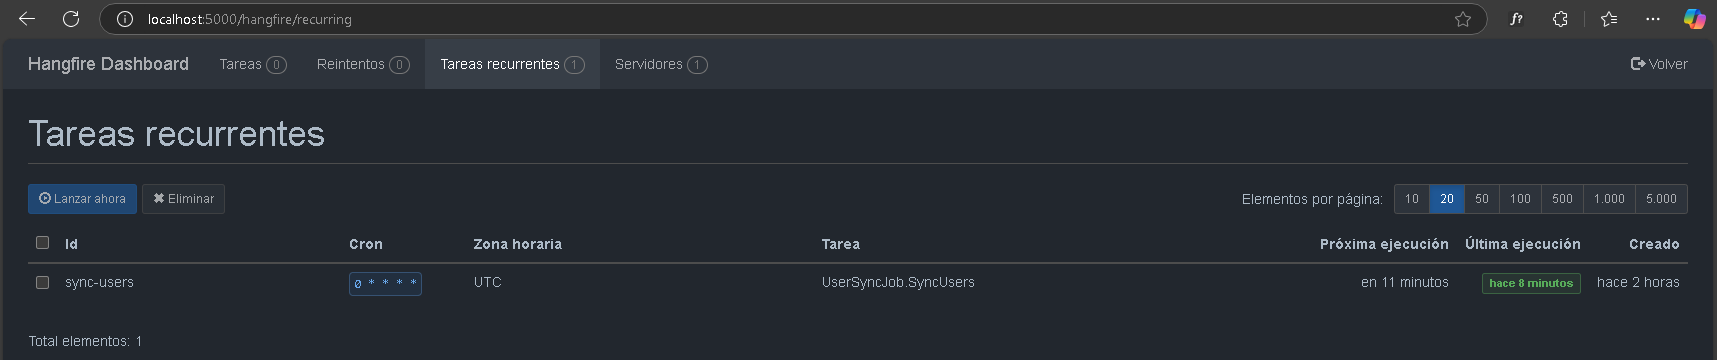 localhost:5000/hangfire/recurring
Hangfire Dashboard Tareas 0 Reintentos 0 Tareas recurrentes 1 Servidores 1 Volver
Tareas recurrentes
Lanzar ahora Eliminar Elementos por página: 10 20 50 100 500 1.000 5.000
Id Cron Zona horaria Tarea Próxima ejecución Última ejecución Creado
sync-users 0 * * * * UTC UserSyncJob.SyncUsers en 11 minutos hace 8 minutos hace 2 horas
Total elementos: 1